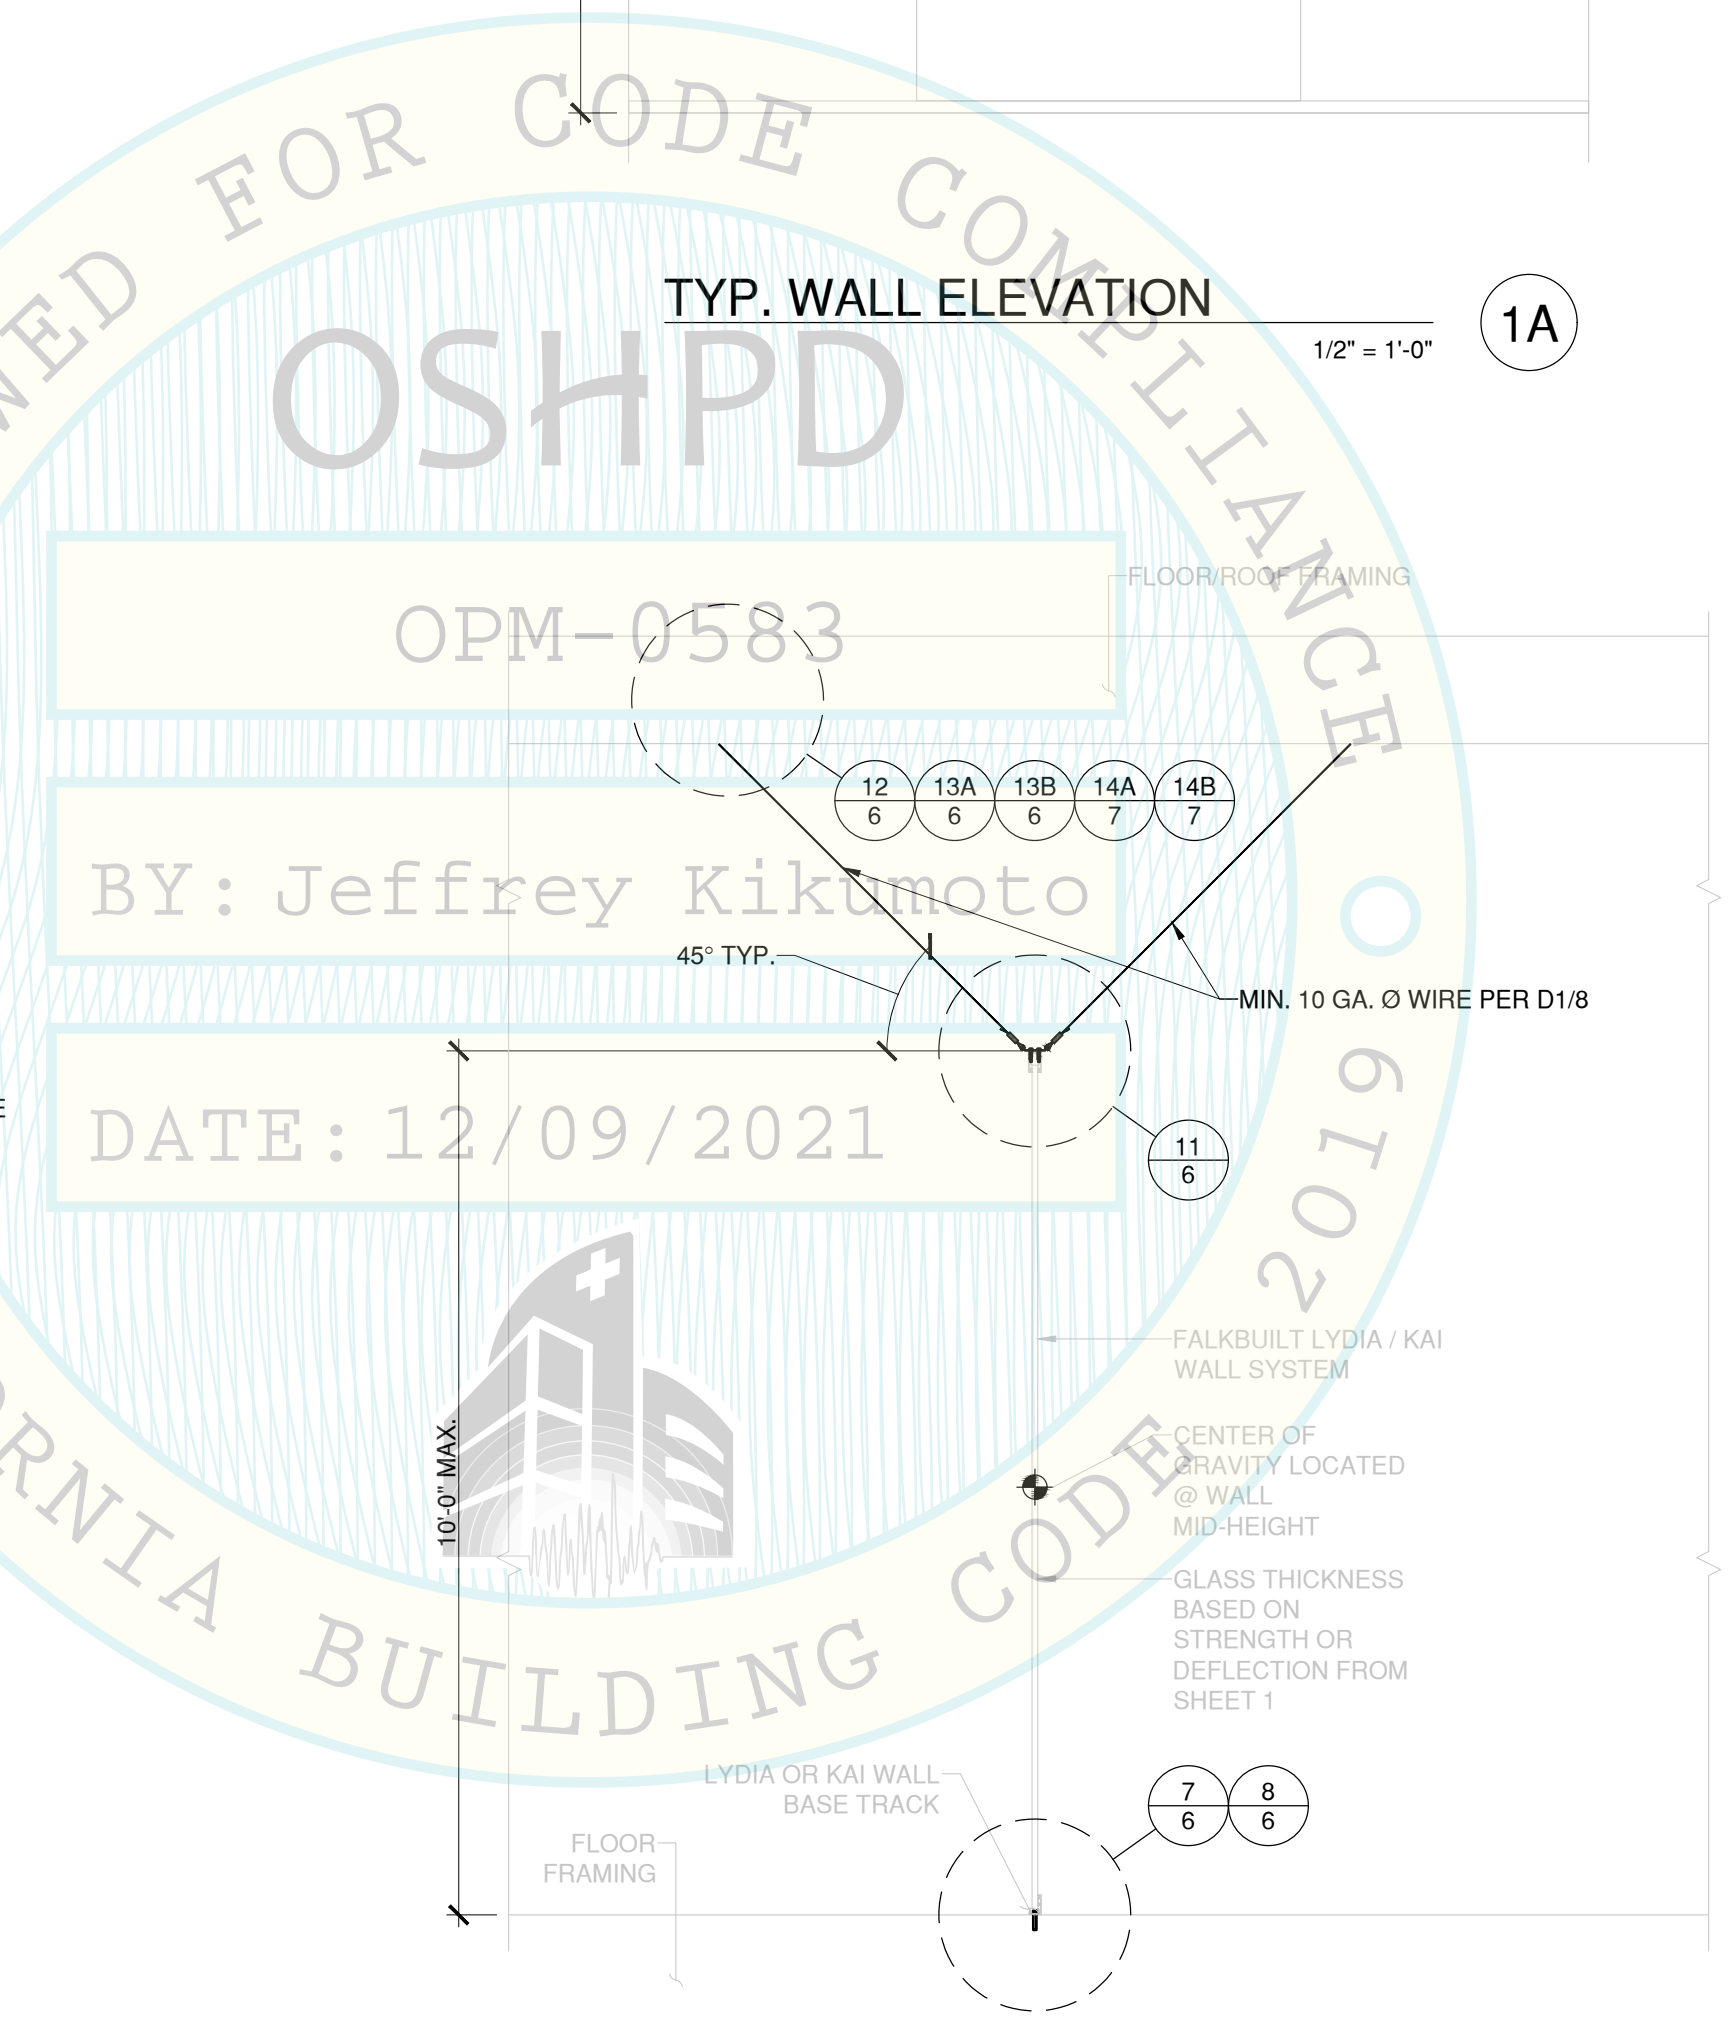 TYP. WALL ELEVATION
1/2" = 1'-0"
1A
FOR CODE COMPLIANCE
OSHPD
OPM-0583
BY: Jeffrey Kikumoto
DATE: 12/09/2021
BUILDING CODE 2019
FLOOR/ROOF FRAMING
12
6
13A
6
13B
6
14A
7
14B
7
45° TYP.
MIN. 10 GA. Ø WIRE PER D1/8
11
6
10'-0" MAX.
FALKBUILT LYDIA / KAI
WALL SYSTEM
CENTER OF
GRAVITY LOCATED
@ WALL
MID-HEIGHT
GLASS THICKNESS
BASED ON
STRENGTH OR
DEFLECTION FROM
SHEET 1
LYDIA OR KAI WALL
BASE TRACK
7
6
8
6
FLOOR
FRAMING